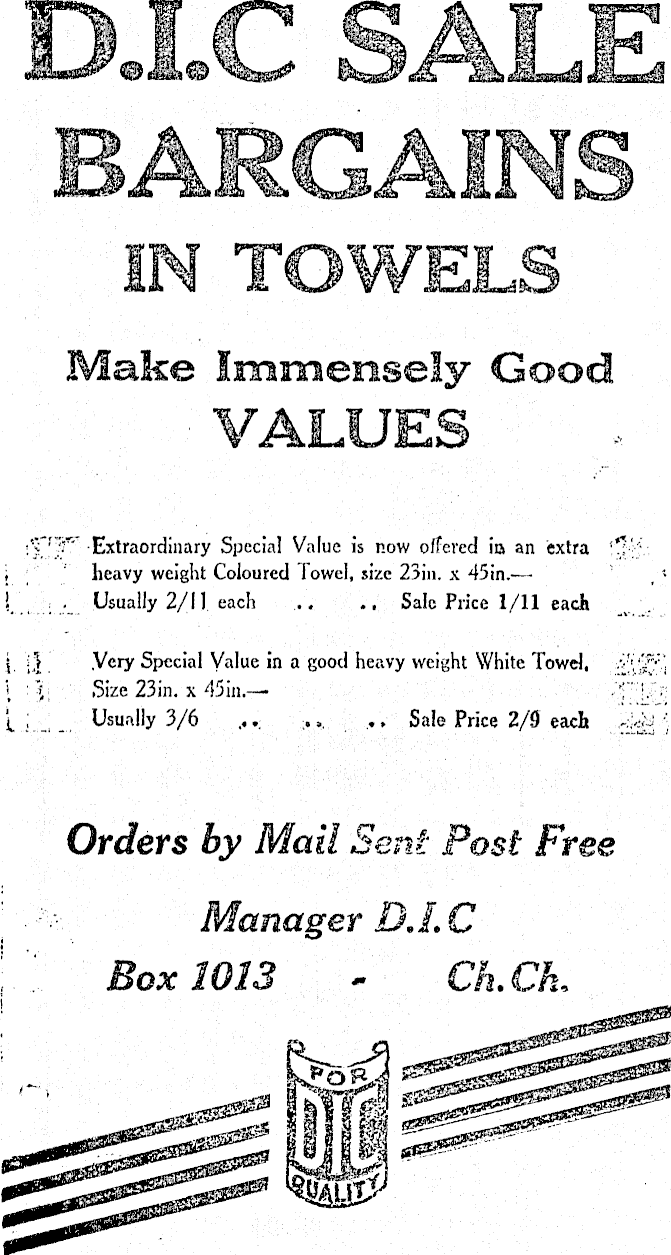 D.I.C SALE
BARGAINS
IN TOWELS
Make Immensely Good
VALUES
Extraordinary Special Value is now offered in an extra
heavy weight Coloured Towel, size 23in. x 45in.—
Usually 2/11 each .. .. Sale Price 1/11 each
Very Special Value in a good heavy weight White Towel,
Size 23in. x 45in.—
Usually 3/6 .. .. .. Sale Price 2/9 each
Orders by Mail Sent Post Free
Manager D.I.C
Box 1013 - Ch.Ch.
FOR
DIC
QUALITY